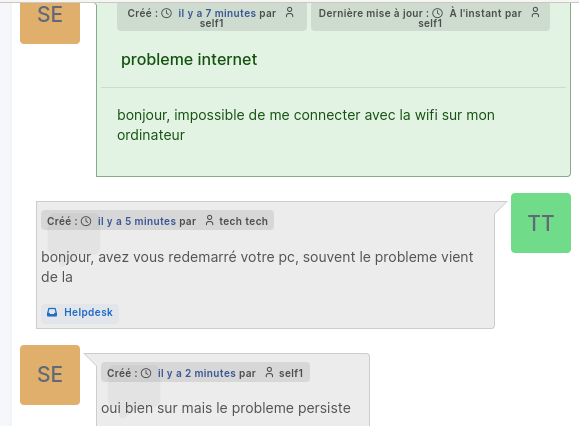 SE
Créé : il y a 7 minutes par self1
Dernière mise à jour : À l'instant par self1
probleme internet
bonjour, impossible de me connecter avec la wifi sur mon
ordinateur
Créé : il y a 5 minutes par tech tech
TT
bonjour, avez vous redemarré votre pc, souvent le probleme vient
de la
Helpdesk
SE
Créé : il y a 2 minutes par self1
oui bien sur mais le probleme persiste